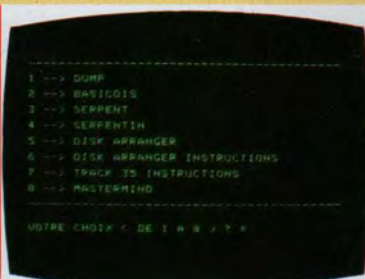 1 --> DUMP
2 --> BASICOIS
3 --> SERPENT
4 --> SERPENTIN
5 --> DISK ARRANGER
6 --> DISK ARRANGER INSTRUCTIONS
7 --> TRACK 35 INSTRUCTIONS
8 --> MASTERMIND
VOTRE CHOIX < DE 1 A 8 > ?